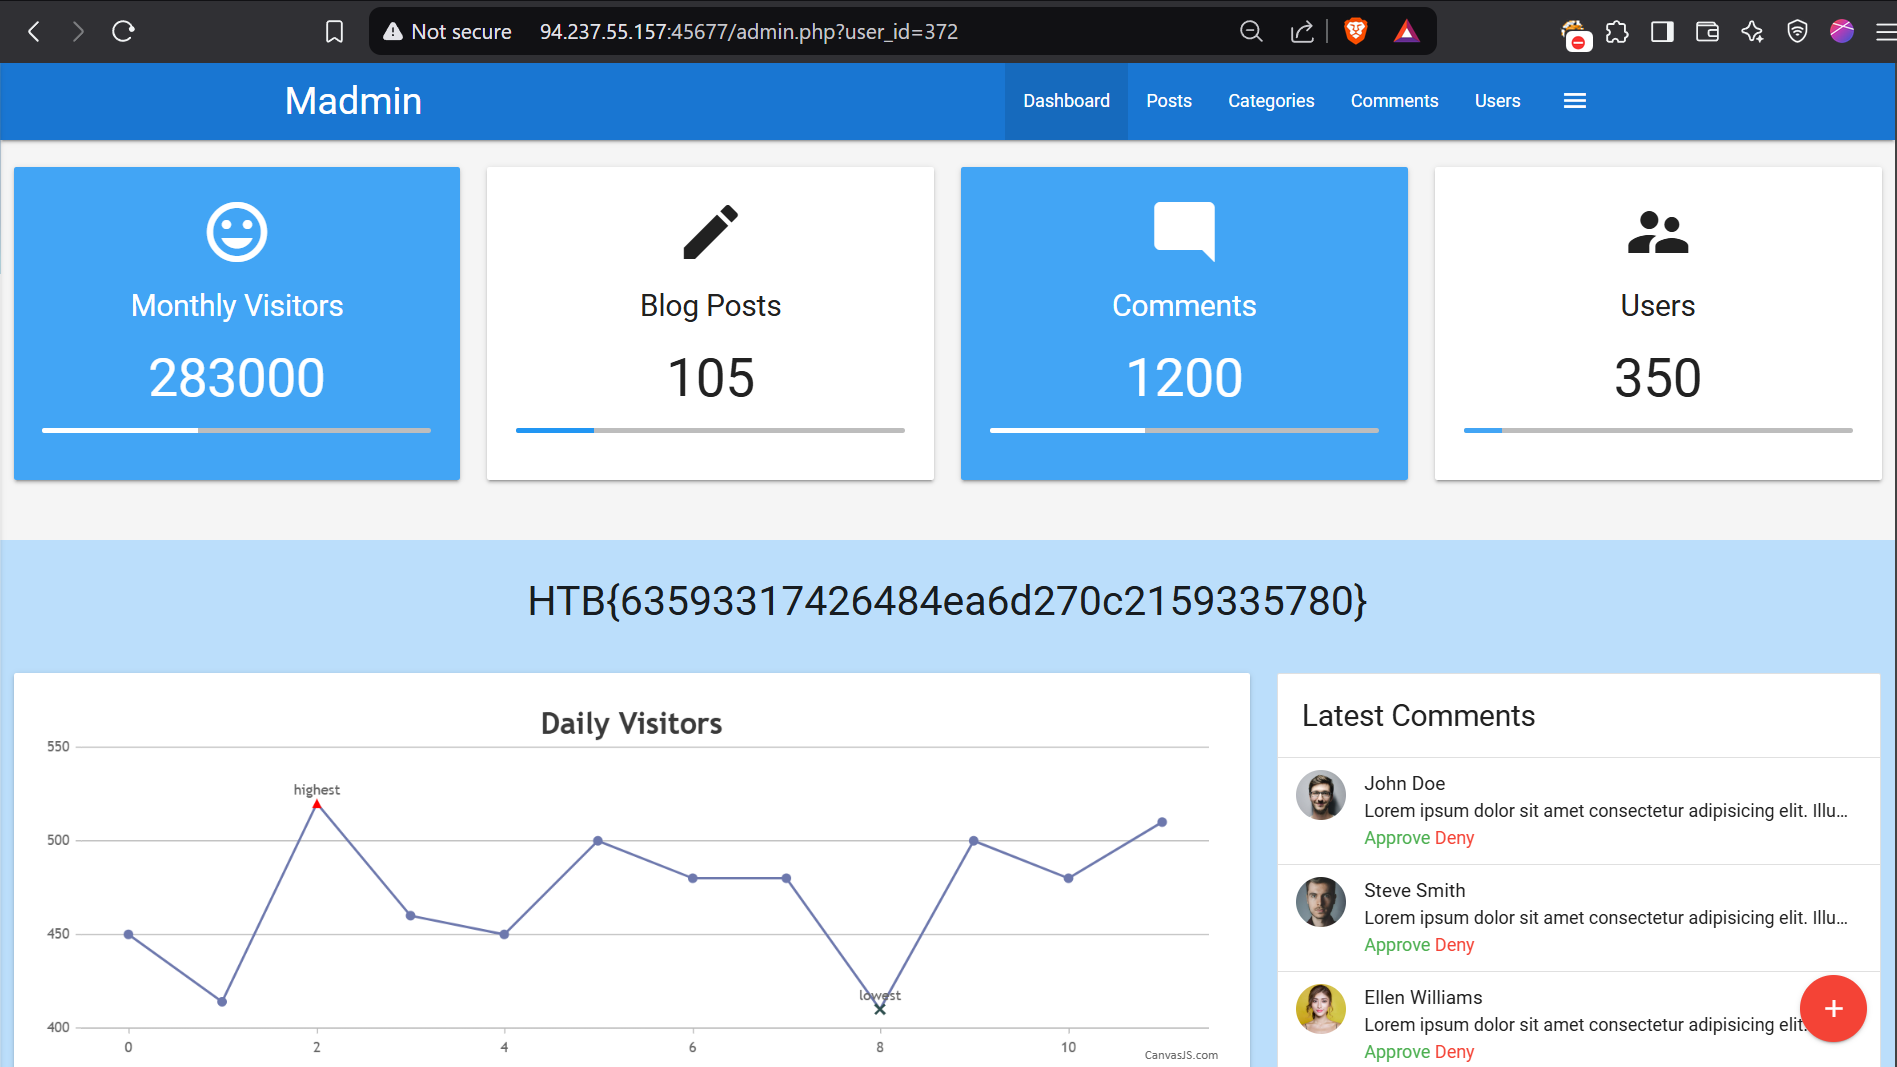 Not secure 94.237.55.157:45677/admin.php?user_id=372
Madmin
Dashboard Posts Categories Comments Users
Monthly Visitors
283000
Blog Posts
105
Comments
1200
Users
350
HTB{63593317426484ea6d270c2159335780}
Daily Visitors
550
500
450
400
highest
lowest
0 2 4 6 8 10
CanvasJS.com
Latest Comments
John Doe
Lorem ipsum dolor sit amet consectetur adipisicing elit. Illu...
Approve Deny
Steve Smith
Lorem ipsum dolor sit amet consectetur adipisicing elit. Illu...
Approve Deny
Ellen Williams
Lorem ipsum dolor sit amet consectetur adipisicing elit.
Approve Deny